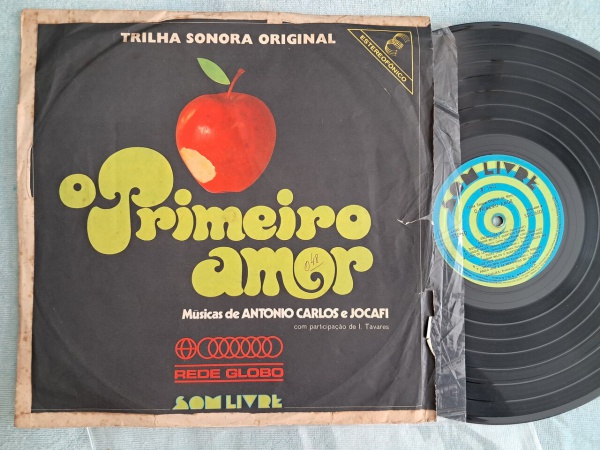 TRILHA SONORA ORIGINAL
ESTEREOFÔNICO
O Primeiro
amor
048
Músicas de ANTONIO CARLOS e JOCAFI
com participação de I. Tavares
REDE GLOBO
SOM LIVRE
SOM LIVRE